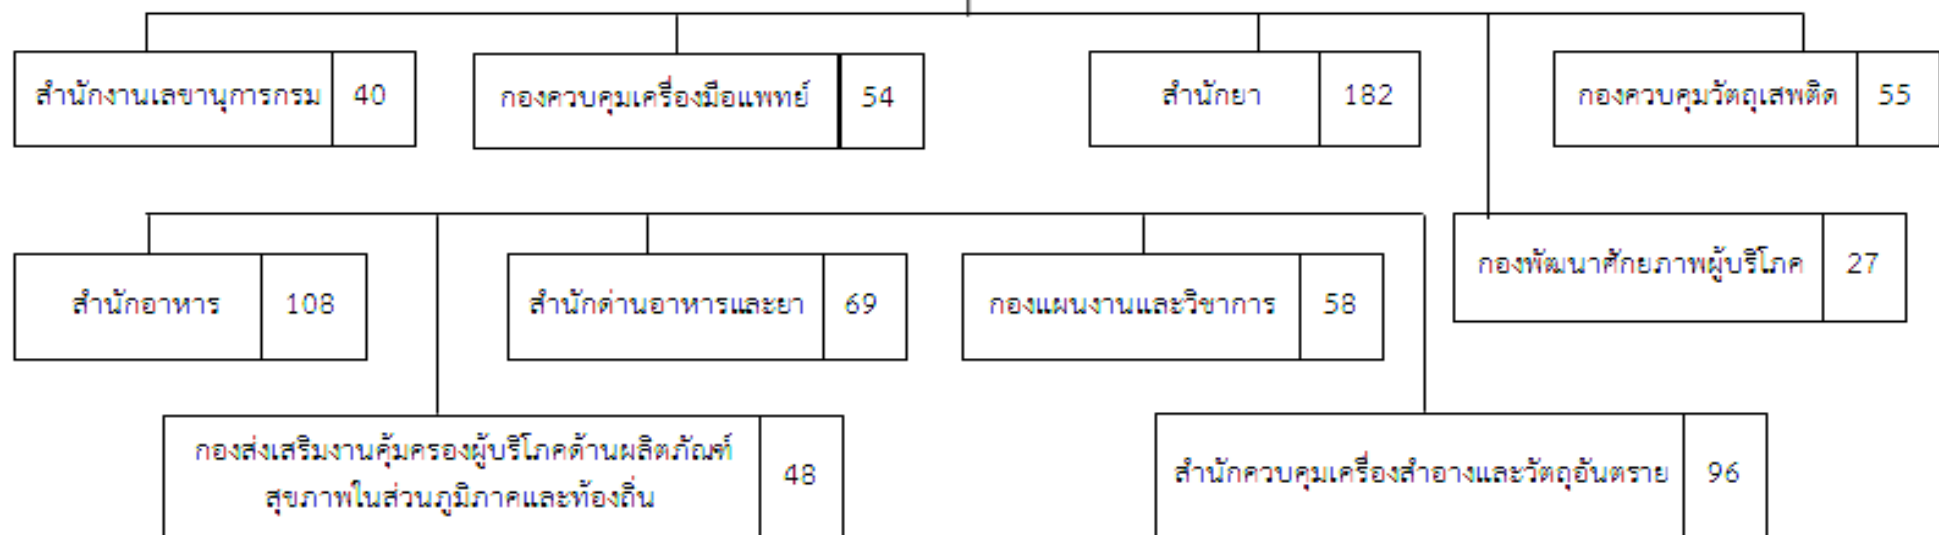 สำนักงานเลขานุการกรม 40
กองควบคุมเครื่องมือแพทย์ 54
สำนักยา 182
กองควบคุมวัตถุเสพติด 55
กองพัฒนาศักยภาพผู้บริโภค 27
สำนักอาหาร 108
สำนักด่านอาหารและยา 69
กองแผนงานและวิชาการ 58
กองส่งเสริมงานคุ้มครองผู้บริโภคด้านผลิตภัณฑ์
สุขภาพในส่วนภูมิภาคและท้องถิ่น 48
สำนักควบคุมเครื่องสำอางและวัตถุอันตราย 96